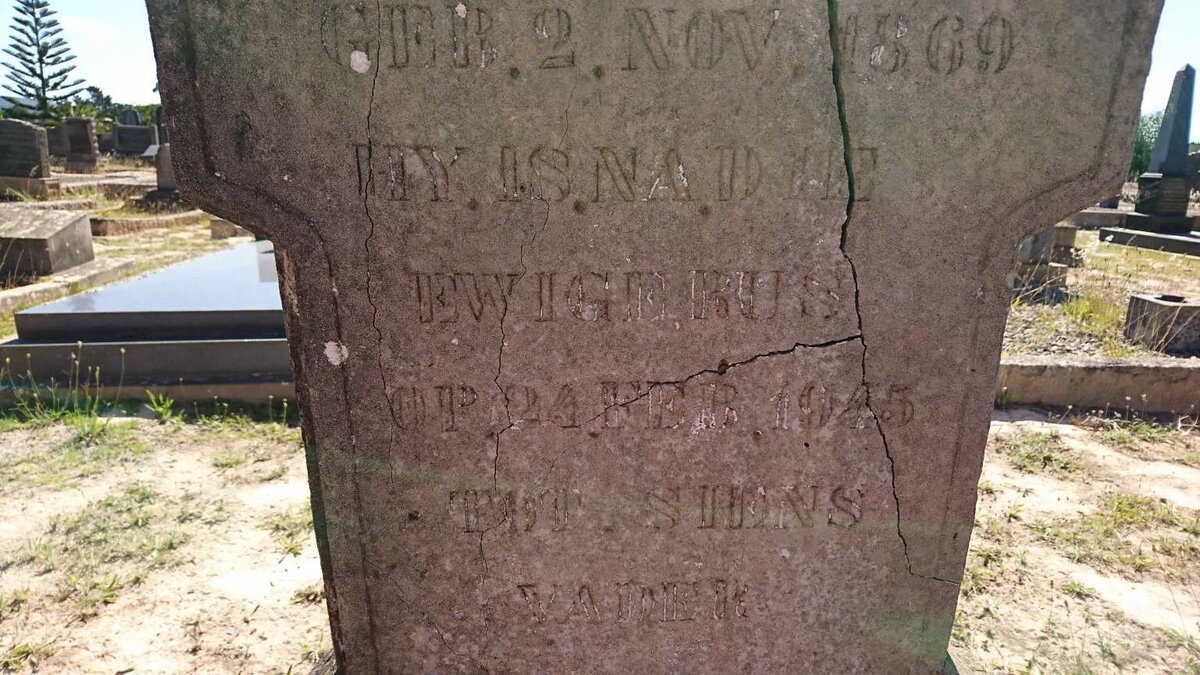 GEB. 2. NOV. 1869
HY. IS. NA. DIE
EWIGE RUS
OP. 24 FEB. 1945
TOT. SIENS
VADER